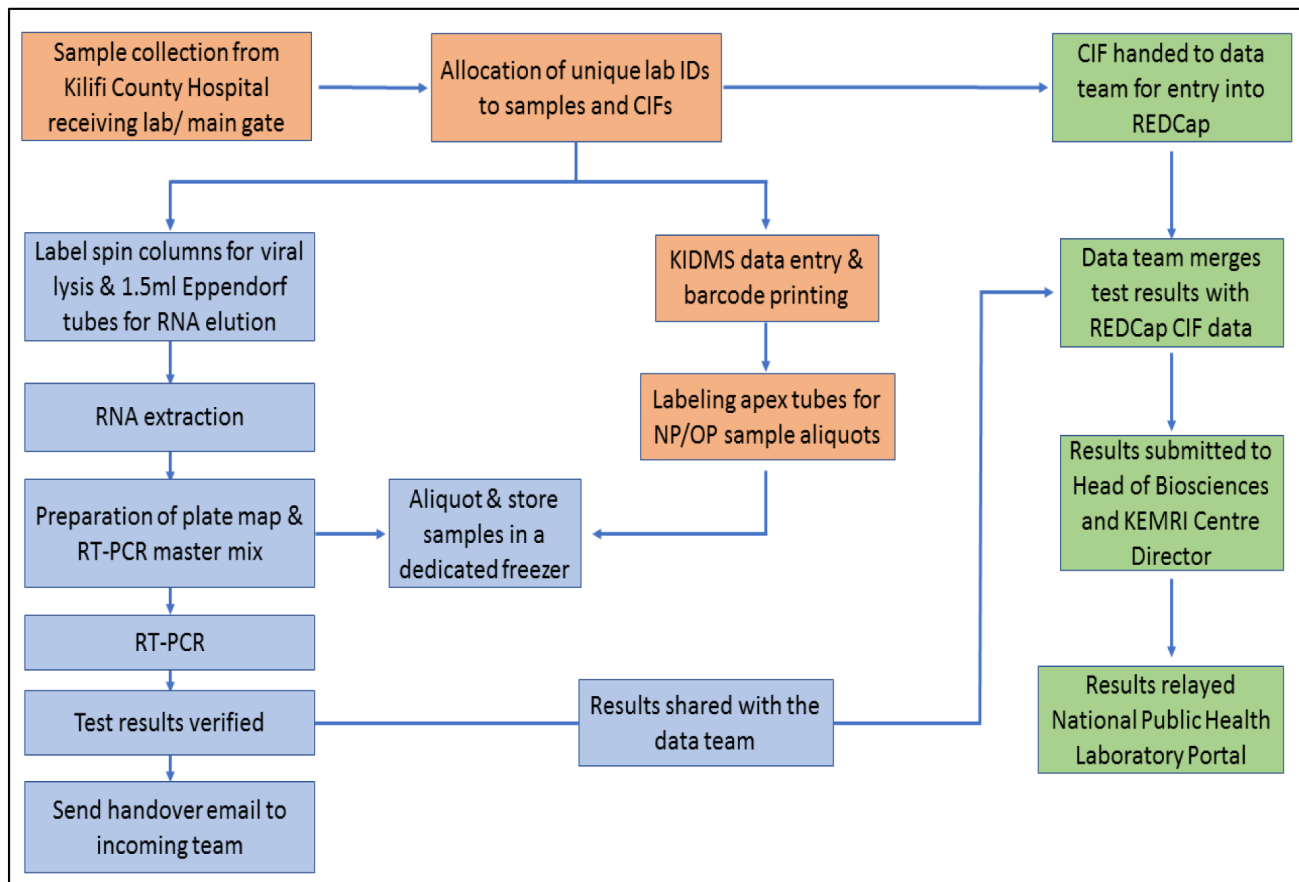 Sample collection from
Kilifi County Hospital
receiving lab/ main gate
Allocation of unique lab IDs
to samples and CIFs
CIF handed to data
team for entry into
REDCap
Label spin columns for viral
lysis & 1.5ml Eppendorf
tubes for RNA elution
KIDMS data entry &
barcode printing
Data team merges
test results with
REDCap CIF data
RNA extraction
Labeling apex tubes for
NP/OP sample aliquots
Preparation of plate map &
RT-PCR master mix
Aliquot & store
samples in a
dedicated freezer
Results submitted to
Head of Biosciences
and KEMRI Centre
Director
RT-PCR
Test results verified
Results shared with the
data team
Results relayed
National Public Health
Laboratory Portal
Send handover email to
incoming team